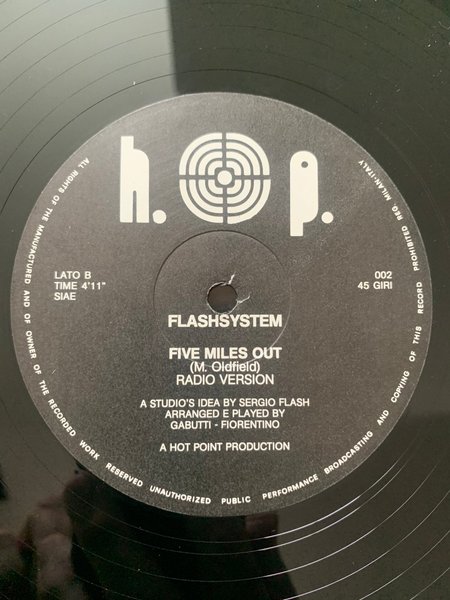 h. p.
LATO B
TIME 4'11"
SIAE
002
45 GIRI
FLASHSYSTEM
FIVE MILES OUT
(M. Oldfield)
RADIO VERSION
A STUDIO'S IDEA BY SERGIO FLASH
ARRANGED E PLAYED BY
GABUTTI - FIORENTINO
A HOT POINT PRODUCTION
ALL RIGHTS OF THE MANUFACTURED AND OF OWNER OF THE RECORDED WORK RESERVED UNAUTHORIZED PUBLIC PERFORMANCE BROADCASTING AND COPYING OF THIS RECORD PROHIBITED REG. MILAN-ITALY